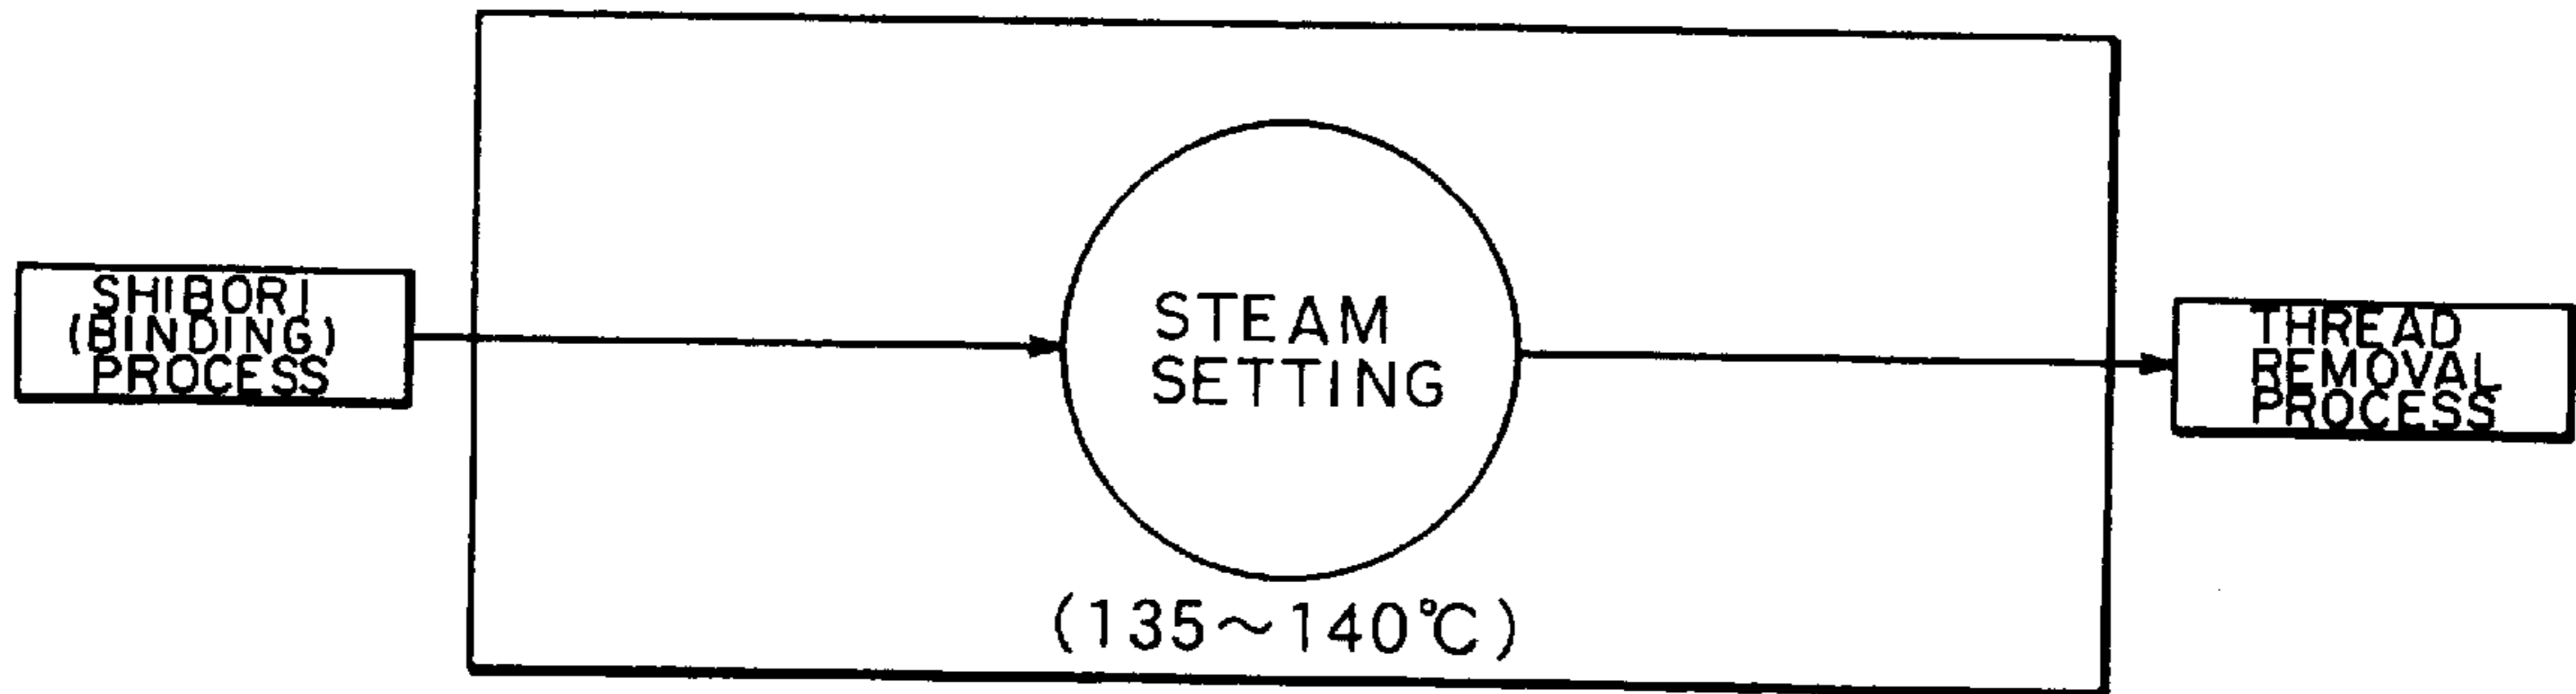 SHIBORI
(BINDING)
PROCESS
STEAM
SETTING
(135～140℃)
THREAD
REMOVAL
PROCESS